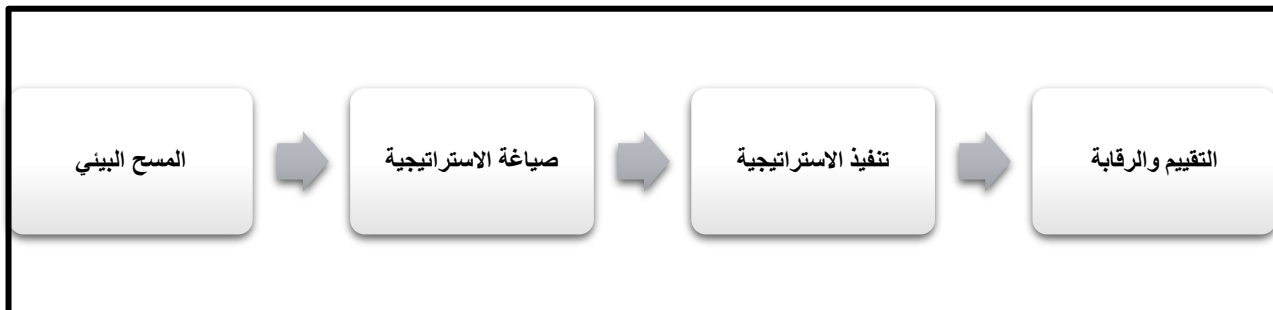 المسح البيئي
صياغة الاستراتيجية
تنفيذ الاستراتيجية
التقييم والرقابة